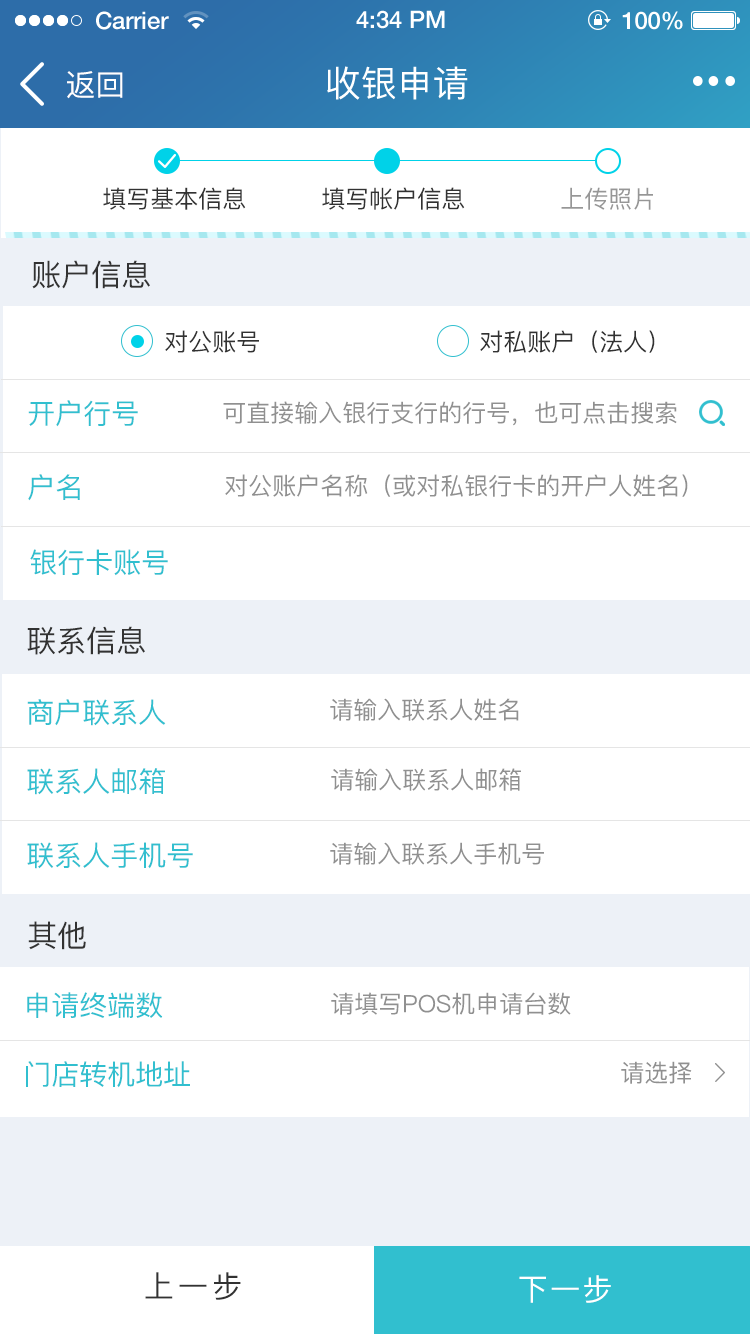 Carrier 4:34 PM 100%
返回 收银申请
填写基本信息 填写帐户信息 上传照片
账户信息
对公账号 对私账户（法人）
开户行号 可直接输入银行支行的行号，也可点击搜索
户名 对公账户名称（或对私银行卡的开户人姓名）
银行卡账号
联系信息
商户联系人 请输入联系人姓名
联系人邮箱 请输入联系人邮箱
联系人手机号 请输入联系人手机号
其他
申请终端数 请填写POS机申请台数
门店转机地址 请选择
上一步 下一步